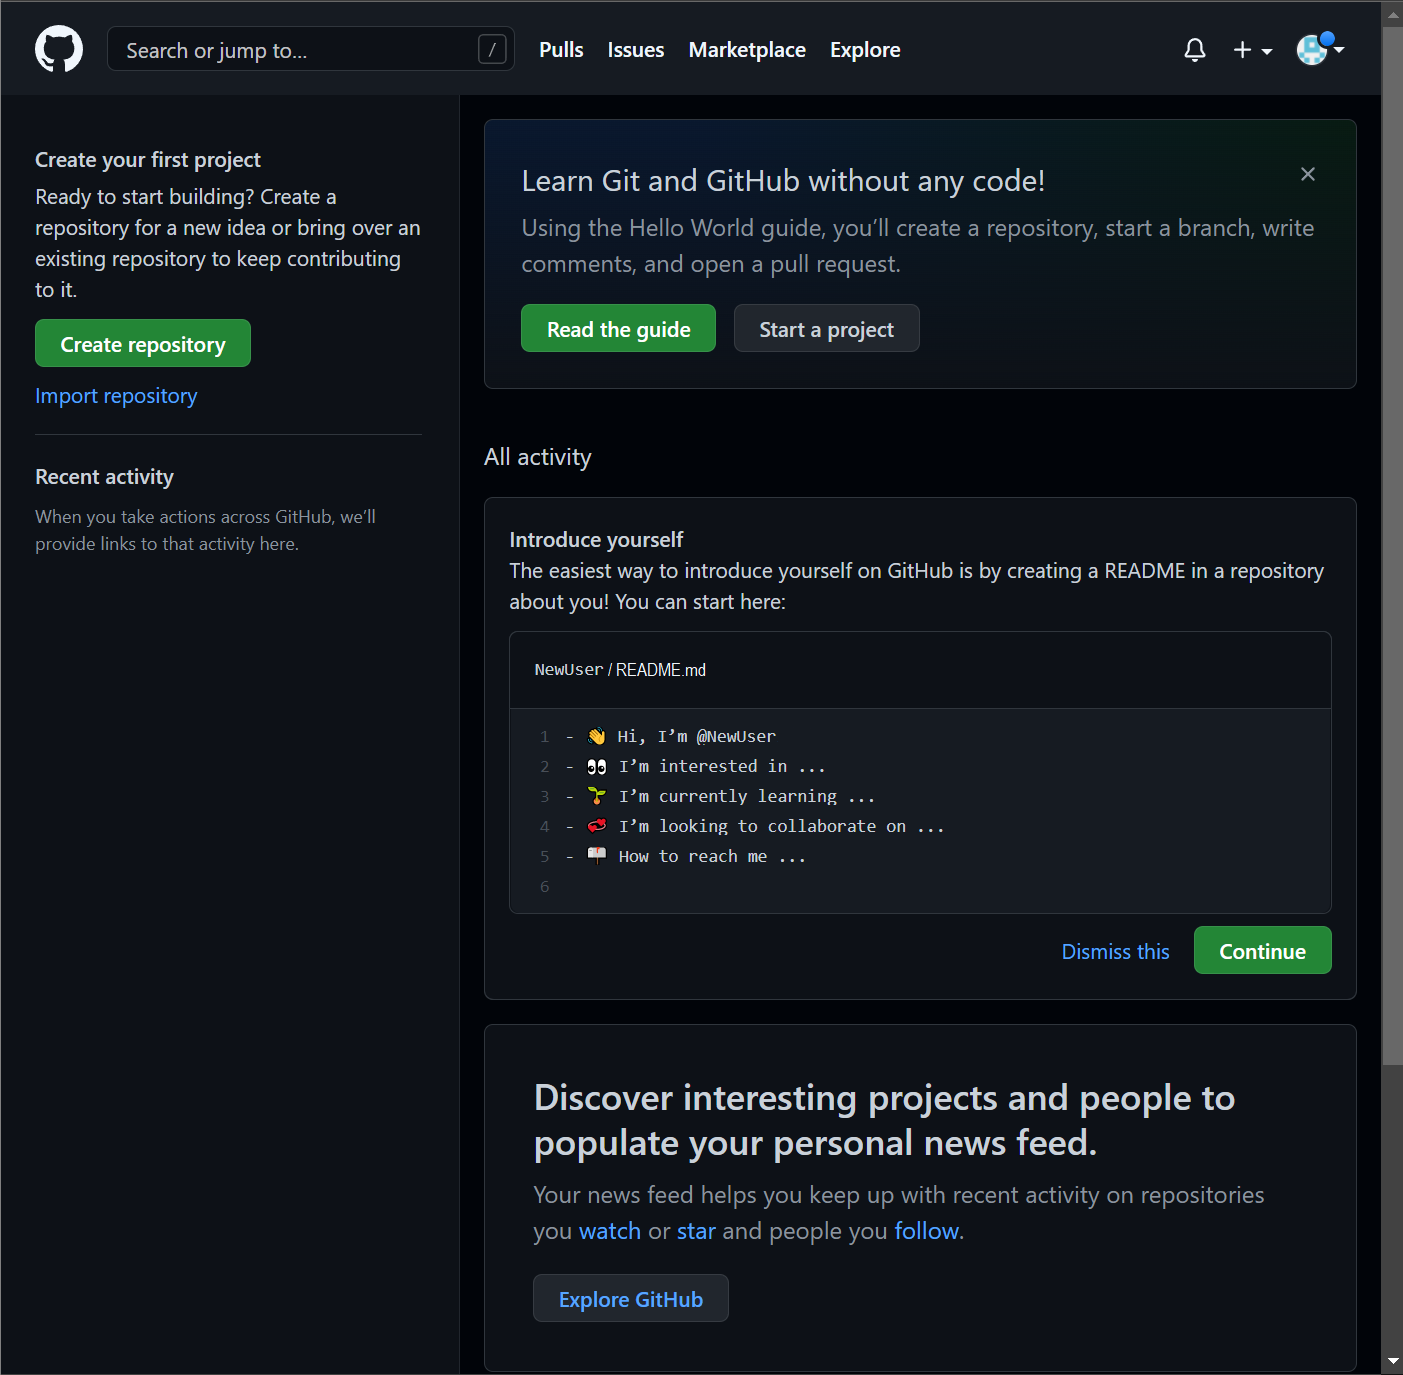 Search or jump to...
/
Pulls
Issues
Marketplace
Explore
Create your first project
Ready to start building? Create a
repository for a new idea or bring over an
existing repository to keep contributing
to it.
Create repository
Import repository
Recent activity
When you take actions across GitHub, we’ll
provide links to that activity here.
Learn Git and GitHub without any code!
Using the Hello World guide, you’ll create a repository, start a branch, write
comments, and open a pull request.
Read the guide
Start a project
All activity
Introduce yourself
The easiest way to introduce yourself on GitHub is by creating a README in a repository
about you! You can start here:
NewUser / README.md
1 - 👋 Hi, I’m @NewUser
2 - 👀 I’m interested in ...
3 - 🌱 I’m currently learning ...
4 - 💞️ I’m looking to collaborate on ...
5 - 📫 How to reach me ...
6
Dismiss this
Continue
Discover interesting projects and people to
populate your personal news feed.
Your news feed helps you keep up with recent activity on repositories
you watch or star and people you follow.
Explore GitHub